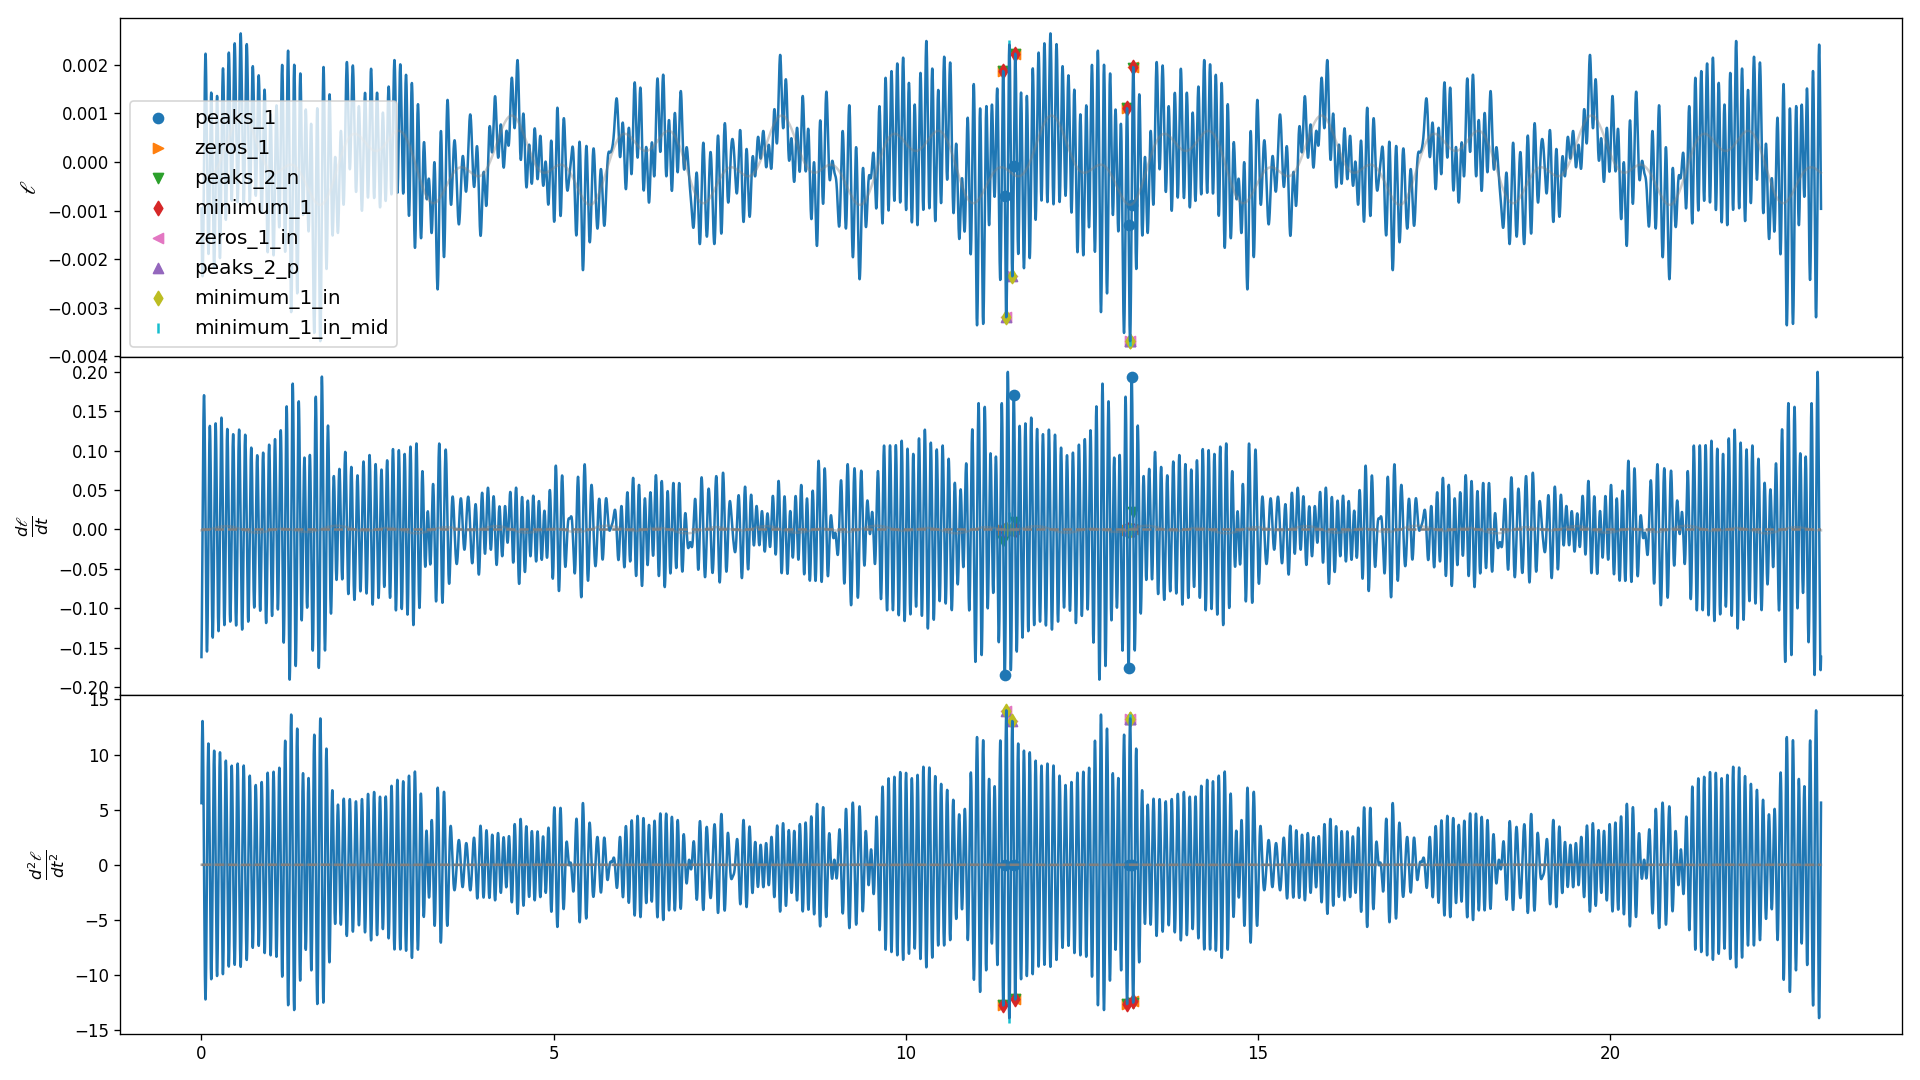 0.002
0.001
0.000
−0.001
−0.002
−0.003
−0.004
ℓ
peaks_1
zeros_1
peaks_2_n
minimum_1
zeros_1_in
peaks_2_p
minimum_1_in
minimum_1_in_mid
0.20
0.15
0.10
0.05
0.00
−0.05
−0.10
−0.15
−0.20
dℓ
dt
15
10
5
0
−5
−10
−15
d²ℓ
dt²
0 5 10 15 20